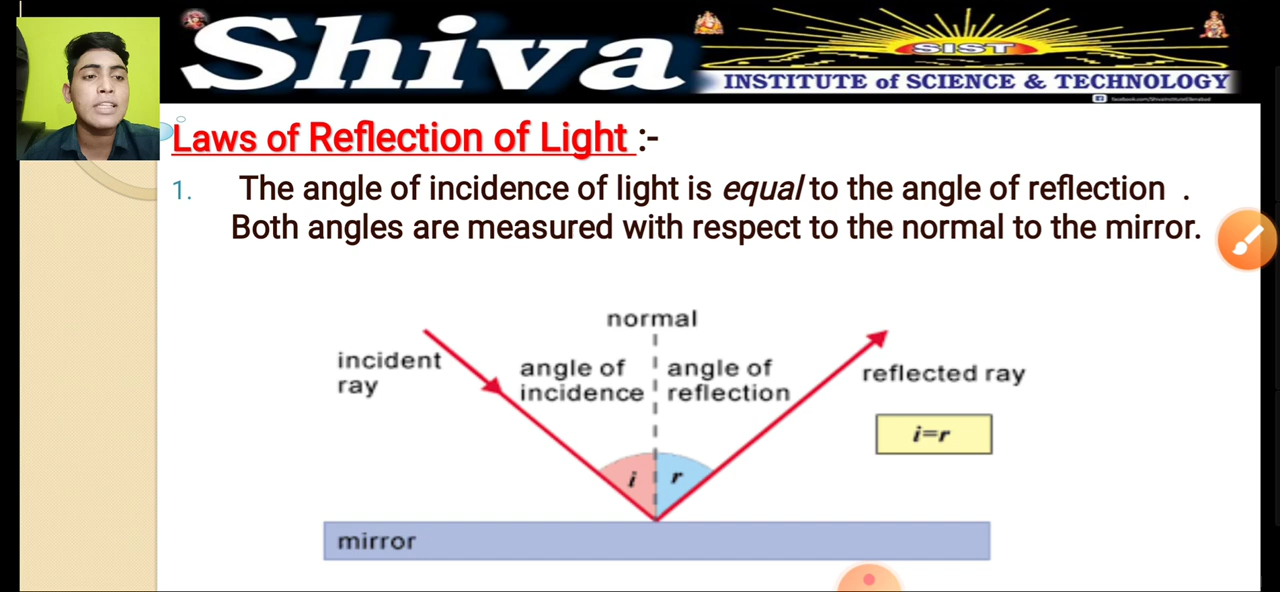 Shiva
SIST
INSTITUTE of SCIENCE & TECHNOLOGY
Laws of Reflection of Light :-
1. The angle of incidence of light is equal to the angle of reflection .
Both angles are measured with respect to the normal to the mirror.
normal
incident
ray
angle of
incidence
angle of
reflection
reflected ray
i=r
i
r
mirror